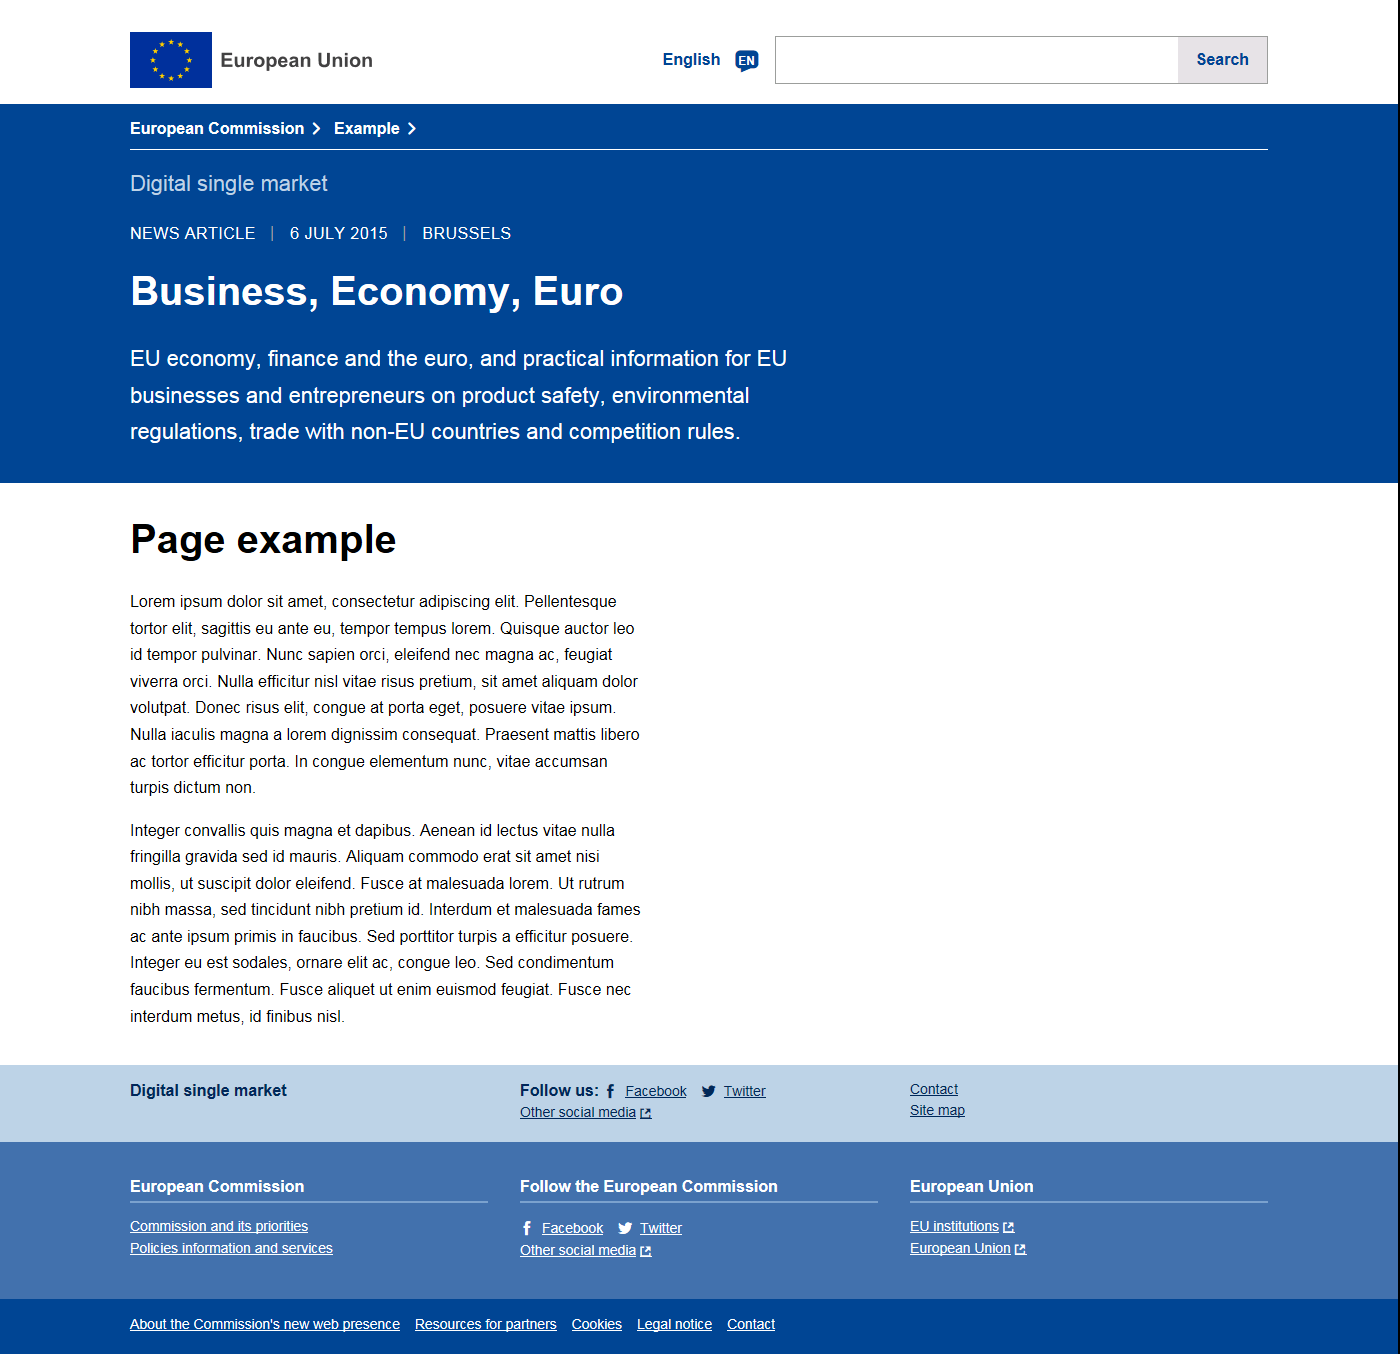 European Union
English EN Search
European Commission Example
Digital single market
NEWS ARTICLE | 6 JULY 2015 | BRUSSELS
Business, Economy, Euro
EU economy, finance and the euro, and practical information for EU
businesses and entrepreneurs on product safety, environmental
regulations, trade with non-EU countries and competition rules.
Page example
Lorem ipsum dolor sit amet, consectetur adipiscing elit. Pellentesque
tortor elit, sagittis eu ante eu, tempor tempus lorem. Quisque auctor leo
id tempor pulvinar. Nunc sapien orci, eleifend nec magna ac, feugiat
viverra orci. Nulla efficitur nisl vitae risus pretium, sit amet aliquam dolor
volutpat. Donec risus elit, congue at porta eget, posuere vitae ipsum.
Nulla iaculis magna a lorem dignissim consequat. Praesent mattis libero
ac tortor efficitur porta. In congue elementum nunc, vitae accumsan
turpis dictum non.
Integer convallis quis magna et dapibus. Aenean id lectus vitae nulla
fringilla gravida sed id mauris. Aliquam commodo erat sit amet nisi
mollis, ut suscipit dolor eleifend. Fusce at malesuada lorem. Ut rutrum
nibh massa, sed tincidunt nibh pretium id. Interdum et malesuada fames
ac ante ipsum primis in faucibus. Sed porttitor turpis a efficitur posuere.
Integer eu est sodales, ornare elit ac, congue leo. Sed condimentum
faucibus fermentum. Fusce aliquet ut enim euismod feugiat. Fusce nec
interdum metus, id finibus nisl.
Digital single market
Follow us: Facebook Twitter
Other social media
Contact
Site map
European Commission
Commission and its priorities
Policies information and services
Follow the European Commission
Facebook Twitter
Other social media
European Union
EU institutions
European Union
About the Commission's new web presence Resources for partners Cookies Legal notice Contact